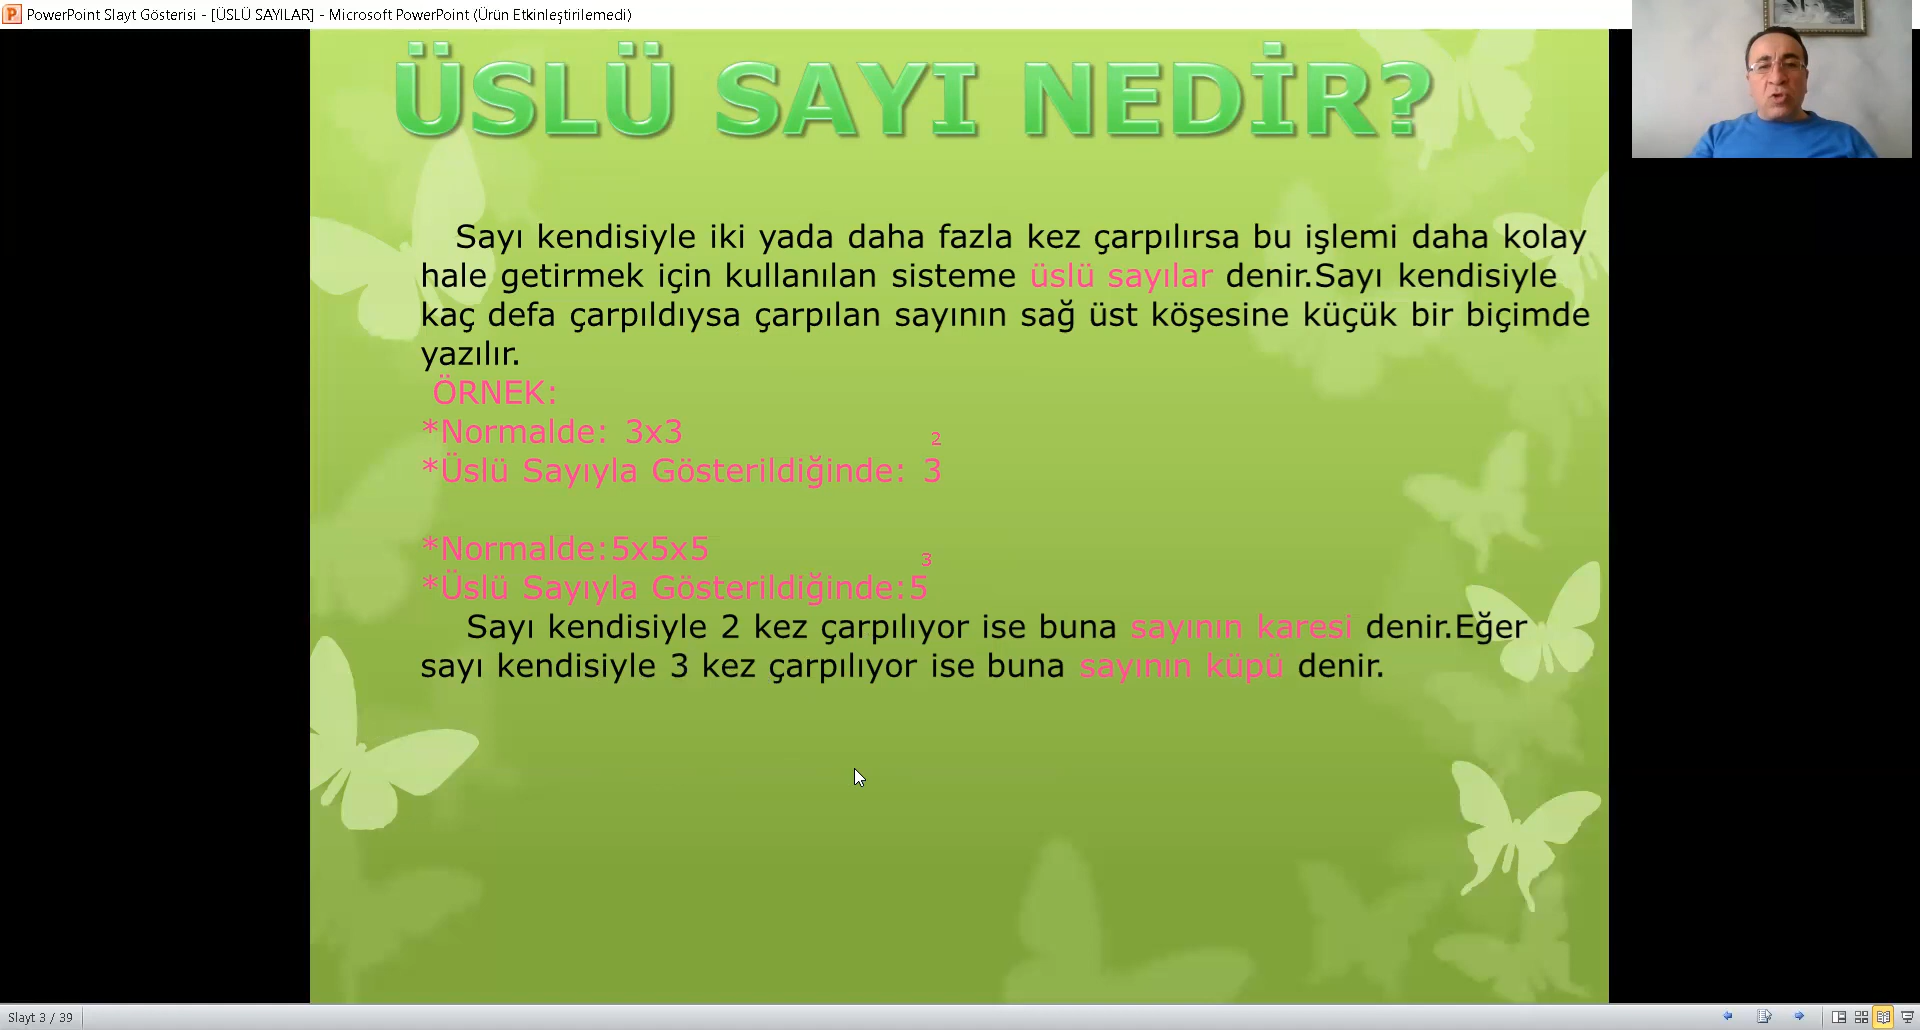 PowerPoint Slayt Gösterisi - [ÜSLÜ SAYILAR] - Microsoft PowerPoint (Ürün Etkinleştirilemedi)
ÜSLÜ SAYI NEDİR?
Sayı kendisiyle iki yada daha fazla kez çarpılırsa bu işlemi daha kolay
hale getirmek için kullanılan sisteme üslü sayılar denir.Sayı kendisiyle
kaç defa çarpıldıysa çarpılan sayının sağ üst köşesine küçük bir biçimde
yazılır.
ÖRNEK:
*Normalde: 3x3
*Üslü Sayıyla Gösterildiğinde: 3²
*Normalde:5x5x5
*Üslü Sayıyla Gösterildiğinde:5³
Sayı kendisiyle 2 kez çarpılıyor ise buna sayının karesi denir.Eğer
sayı kendisiyle 3 kez çarpılıyor ise buna sayının küpü denir.
Slayt 3 / 39